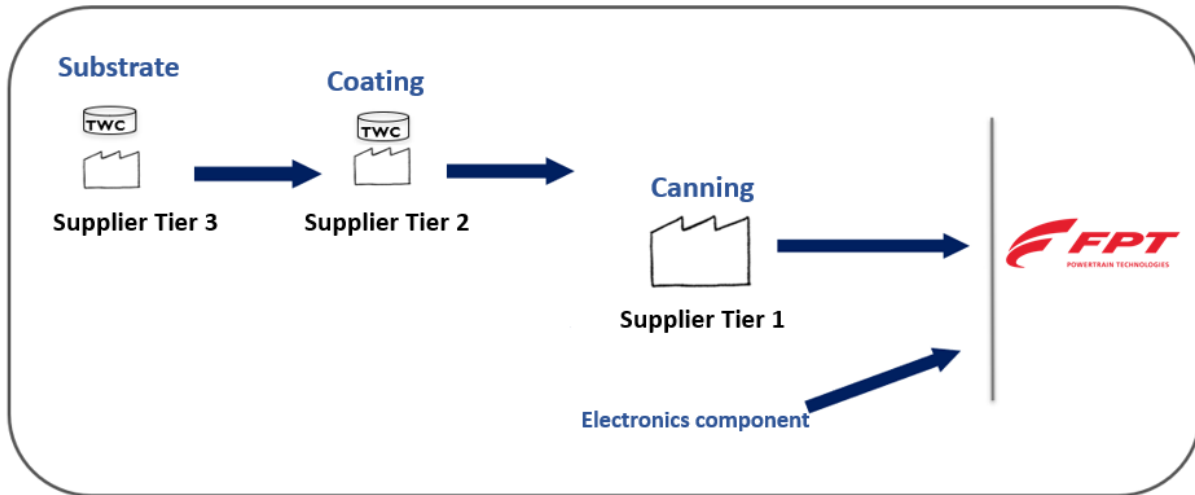 Substrate
TWC
Supplier Tier 3
Coating
TWC
Supplier Tier 2
Canning
Supplier Tier 1
Electronics component
FPT
POWERTRAIN TECHNOLOGIES